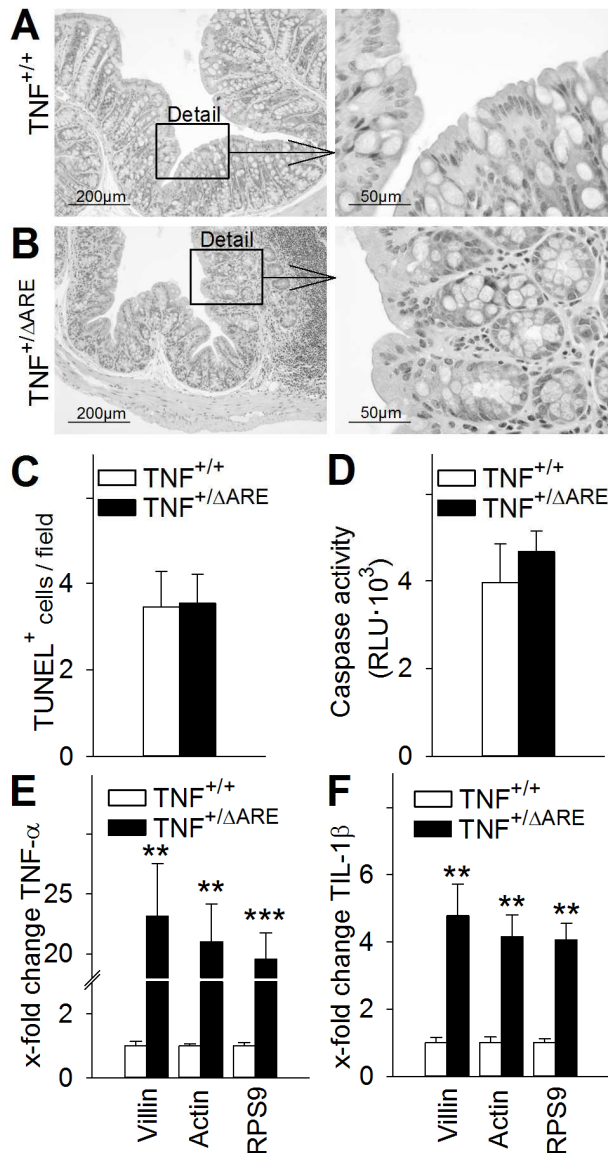 A
TNF+/+
Detail
200µm
50µm
B
TNF+/ΔARE
Detail
200µm
50µm
C
TNF+/+
TNF+/ΔARE
TUNEL+ cells / field
4
2
0
D
TNF+/+
TNF+/ΔARE
Caspase activity
(RLU·10³)
4
2
0
E
TNF+/+
TNF+/ΔARE
x-fold change TNF-α
25
20
2
0
**
**
***
Villin
Actin
RPS9
F
TNF+/+
TNF+/ΔARE
x-fold change TIL-1β
6
4
2
0
**
**
**
Villin
Actin
RPS9